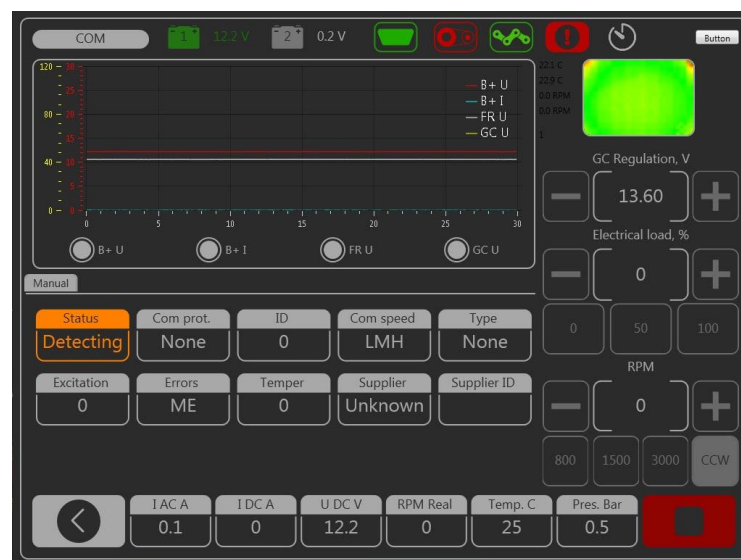 COM 1 12.2 V 2 0.2 V Button
120 30
25
80 20
15
40 10
5
0 0
0 5 10 15 20 25 30
B+ U
B+ I
FR U
GC U
B+ U B+ I FR U GC U
22.1 C
22.9 C
0.0 RPM
0.0 RPM
1
GC Regulation, V
13.60
Electrical load, %
0
0 50 100
RPM
0
800 1500 3000 CCW
Manual
Status Com prot. ID Com speed Type
Detecting None 0 LMH None
Excitation Errors Temper Supplier Supplier ID
0 ME 0 Unknown
I AC A I DC A U DC V RPM Real Temp. C Pres. Bar
0.1 0 12.2 0 25 0.5